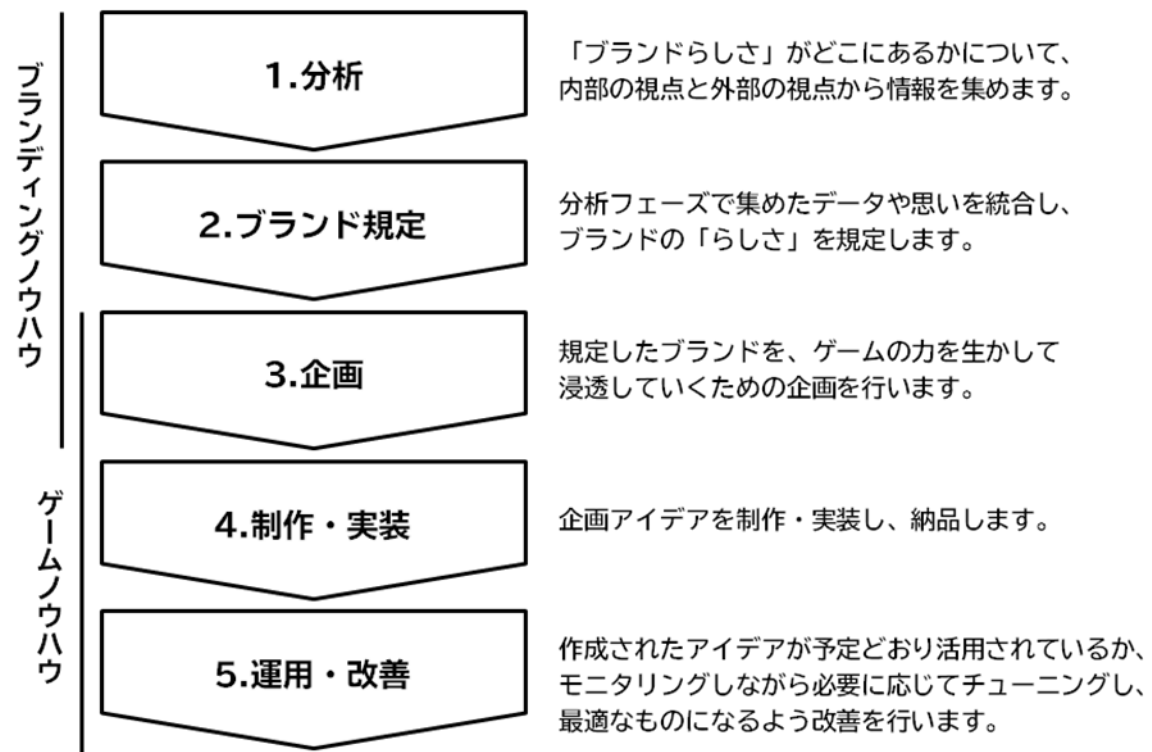 ブランディングノウハウ
1.分析
「ブランドらしさ」がどこにあるかについて、
内部の視点と外部の視点から情報を集めます。
2.ブランド規定
分析フェーズで集めたデータや思いを統合し、
ブランドの「らしさ」を規定します。
3.企画
規定したブランドを、ゲームの力を生かして
浸透していくための企画を行います。
ゲームノウハウ
4.制作・実装
企画アイデアを制作・実装し、納品します。
5.運用・改善
作成されたアイデアが予定どおり活用されているか、
モニタリングしながら必要に応じてチューニングし、
最適なものになるよう改善を行います。